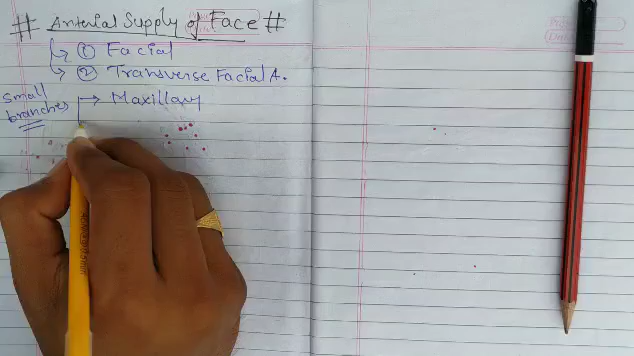 # Arterial Supply of Face #
① Facial
② Transverse Facial A.
small branches
Maxillary